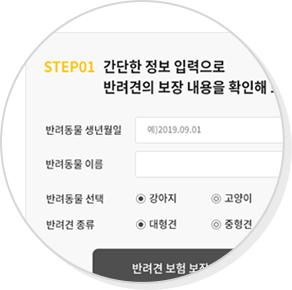 STEP01 간단한 정보 입력으로
반려견의 보장 내용을 확인해
반려동물 생년월일 예)2019.09.01
반려동물 이름
반려동물 선택 강아지 고양이
반려견 종류 대형견 중형견
반려견 보험 보장